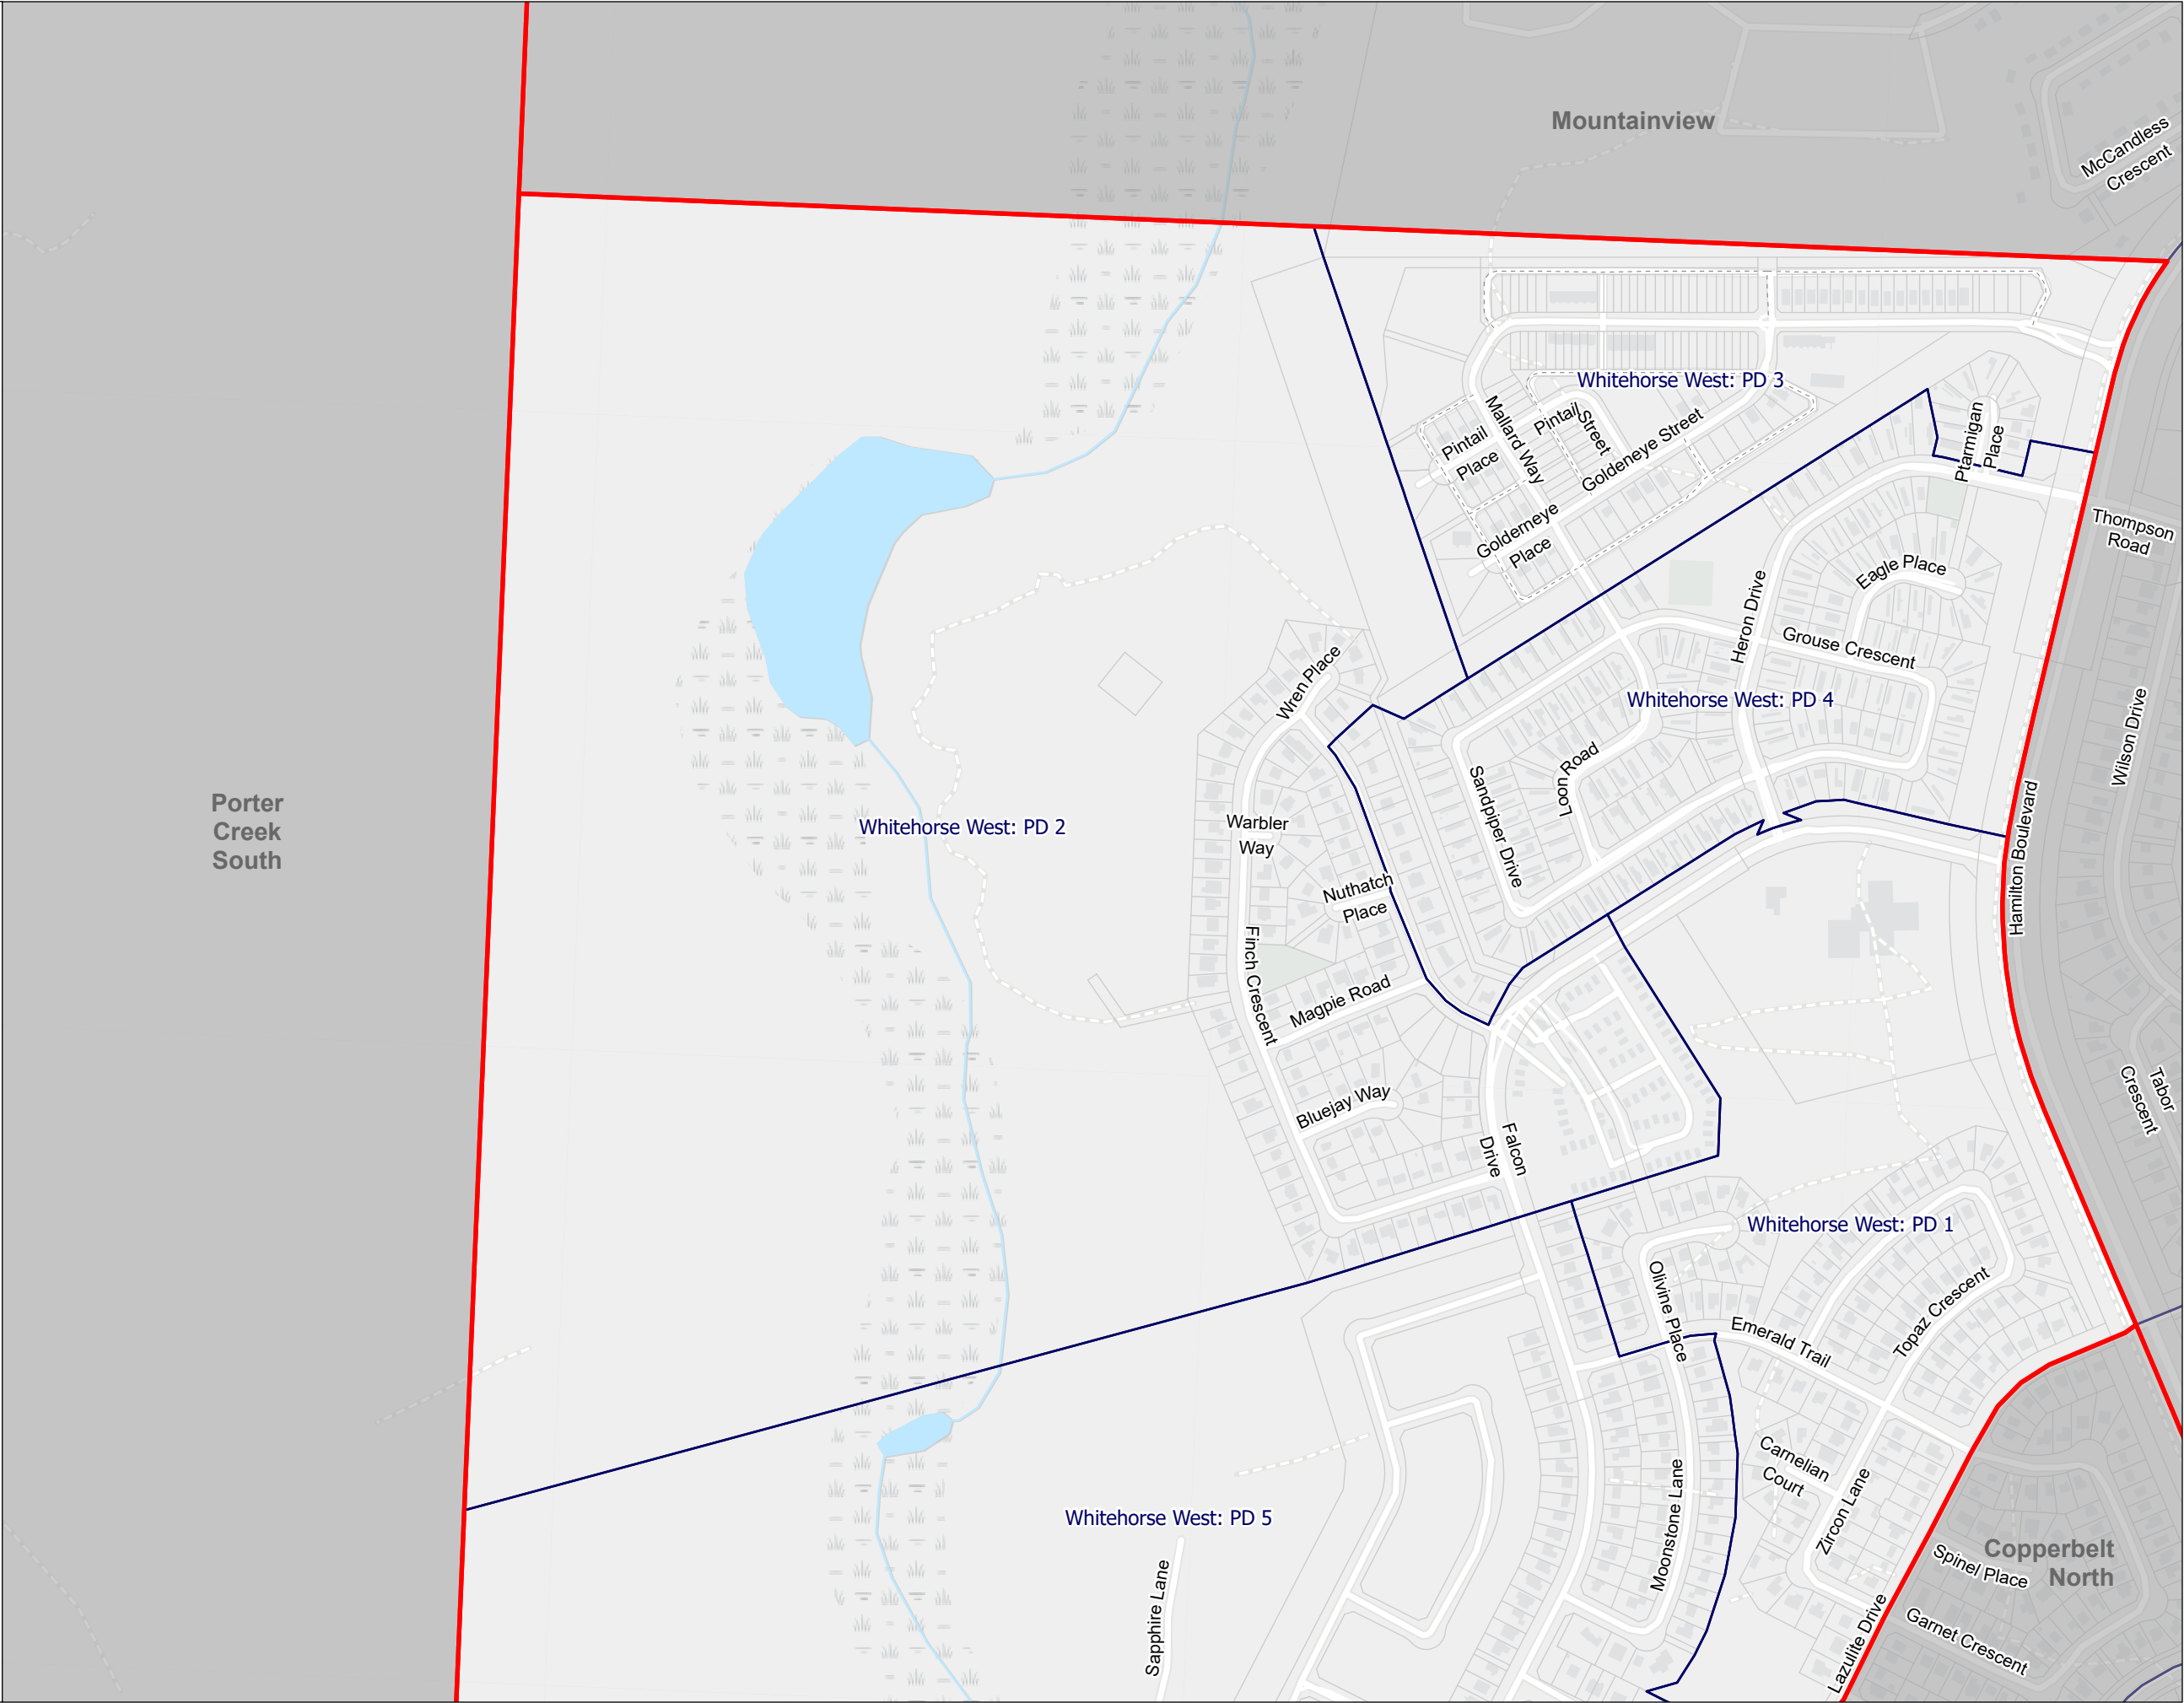 Mountainview
McCandless
Crescent
Whitehorse West: PD 3
Mallard Way
Pintail
Street
Pintail
Place
Goldeneye Street
Golderneye
Place
Ptarmigan
Place
Thompson
Road
Eagle Place
Heron Drive
Grouse Crescent
Wren Place
Whitehorse West: PD 4
Wilson Drive
Loon Road
Sandpiper Drive
Hamilton Boulevard
Porter
Creek
South
Whitehorse West: PD 2
Warbler
Way
Nuthatch
Place
Finch Crescent
Magpie Road
Bluejay Way
Falcon
Drive
Tabor
Crescent
Whitehorse West: PD 1
Olivine Place
Topaz Crescent
Emerald Trail
Carnelian
Court
Zircon Lane
Moonstone Lane
Whitehorse West: PD 5
Sapphire Lane
Copperbelt
North
Spinel Place
Garnet Crescent
Lazulite Drive